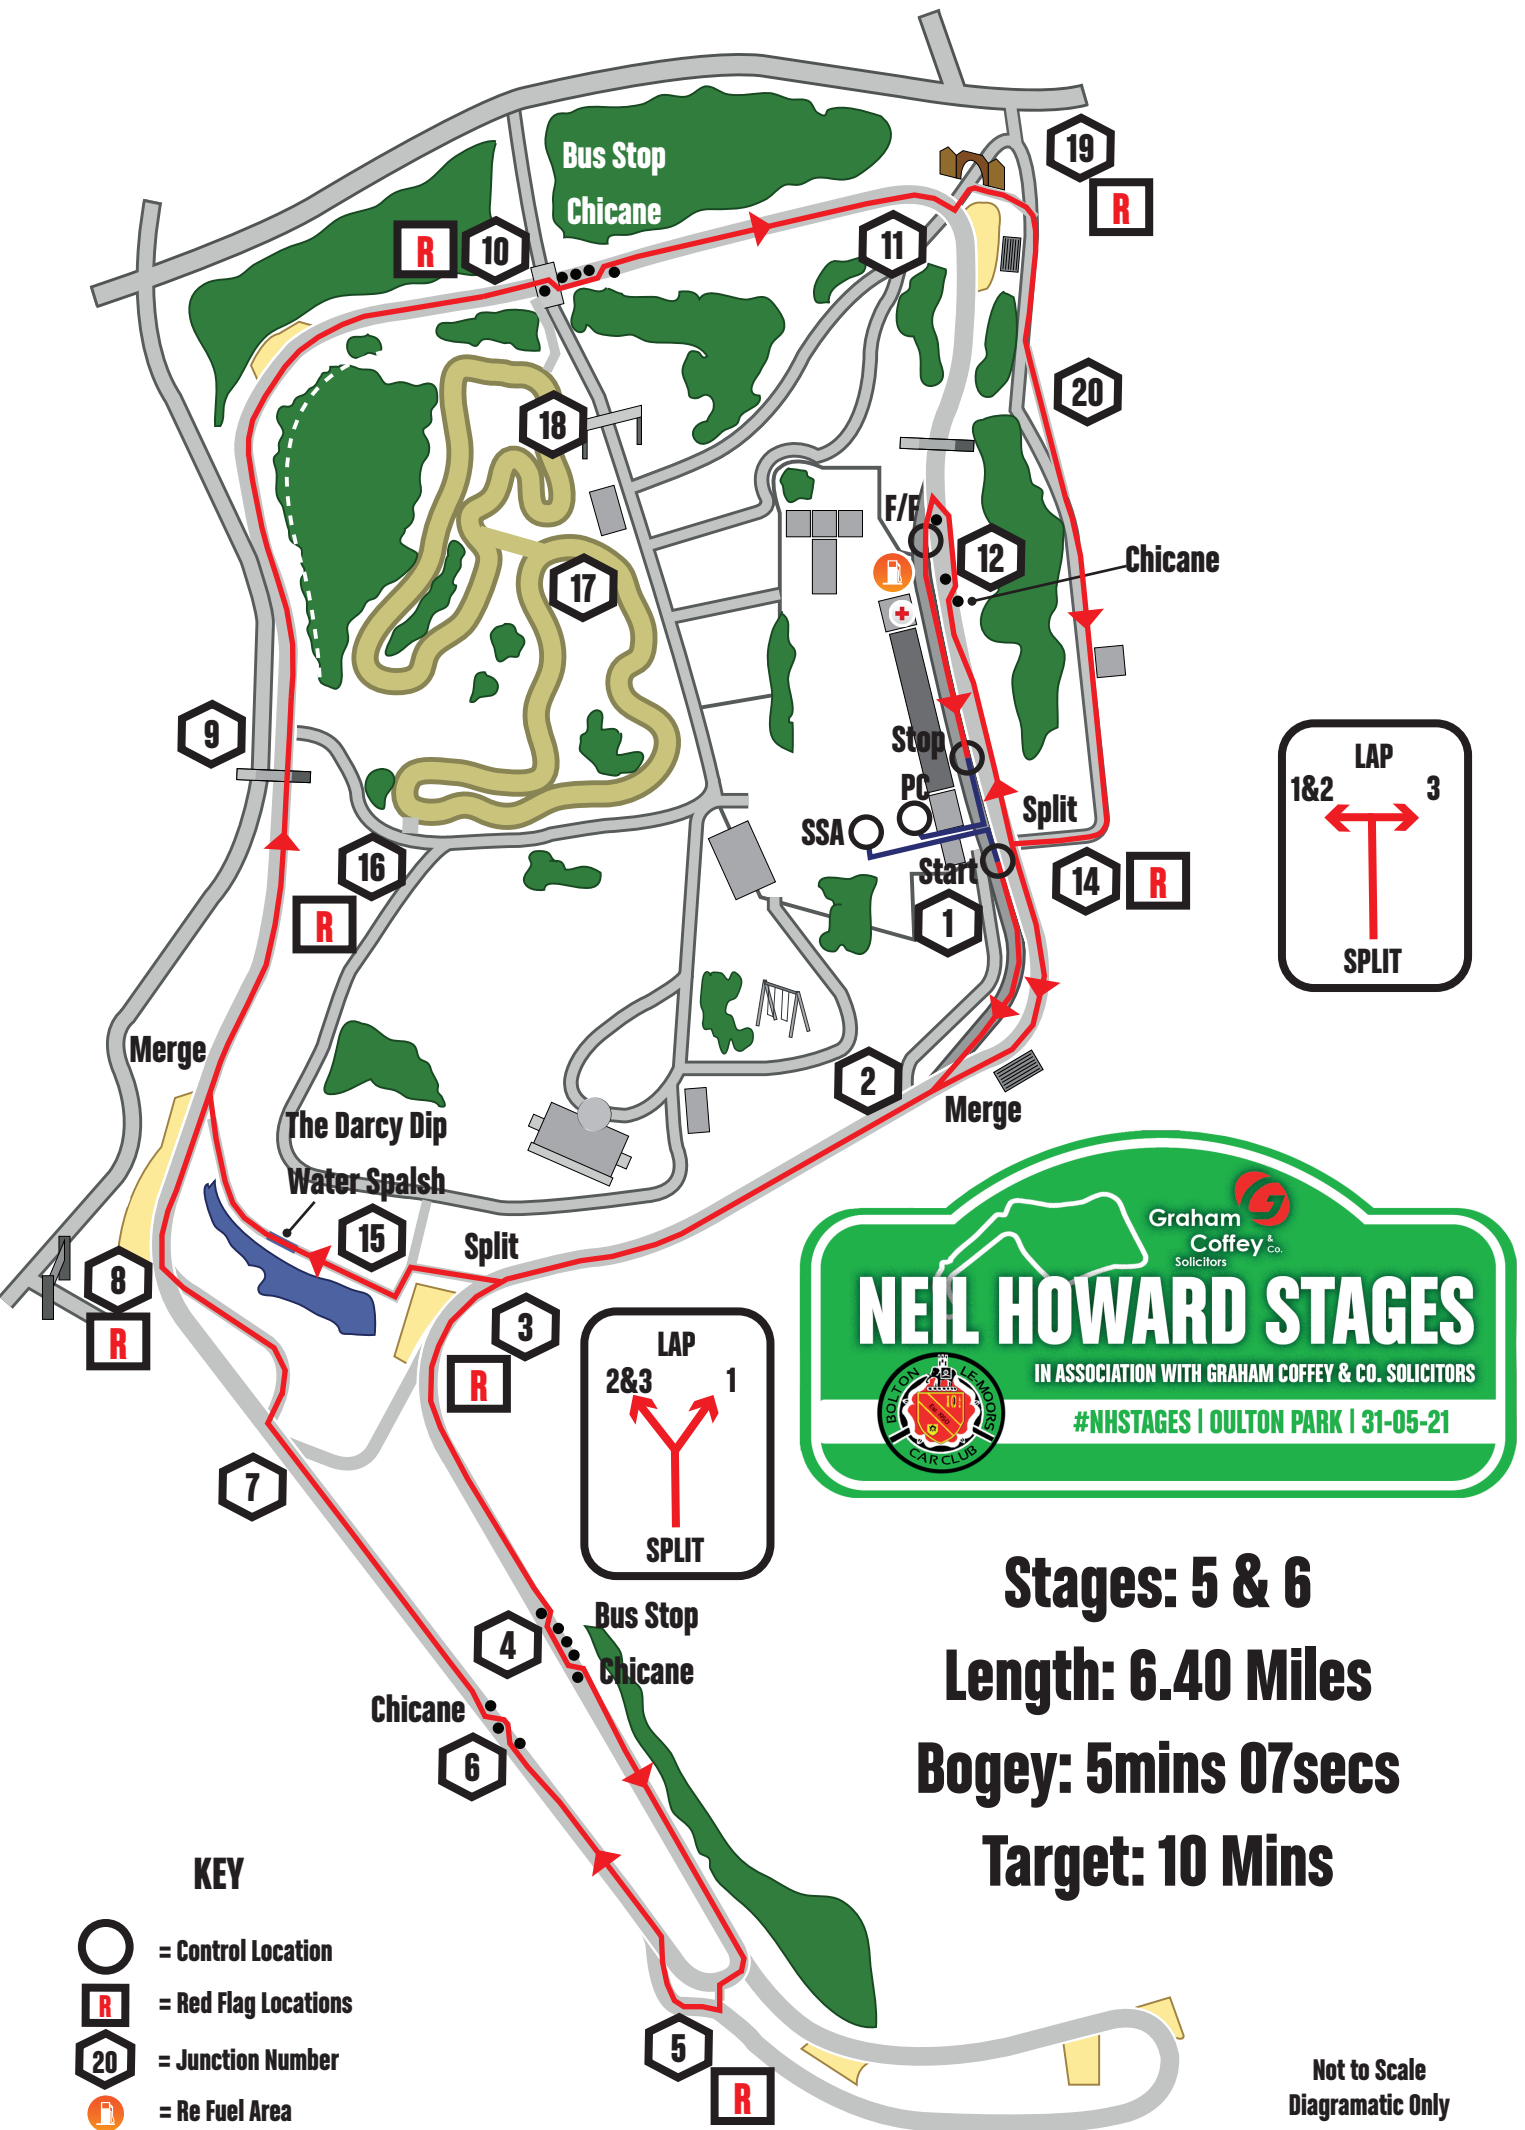 Bus Stop
Chicane
19
R
R
10
11
20
18
F/F
12
Chicane
17
9
Stop
PC
SSA
Split
Start
16
14
R
1
R
LAP
1&2
3
SPLIT
Merge
2
Merge
The Darcy Dip
Water Spalsh
15
Split
8
R
3
R
LAP
2&3
1
SPLIT
Graham
Coffey & Co.
Solicitors
NEIL HOWARD STAGES
IN ASSOCIATION WITH GRAHAM COFFEY & CO. SOLICITORS
BOLTON LE-MOORS
CAR CLUB
#NHSTAGES | OULTON PARK | 31-05-21
7
4
Bus Stop
Chicane
Chicane
6
Stages: 5 & 6
Length: 6.40 Miles
Bogey: 5mins 07secs
Target: 10 Mins
5
R
KEY
= Control Location
R = Red Flag Locations
20 = Junction Number
= Re Fuel Area
Not to Scale
Diagramatic Only